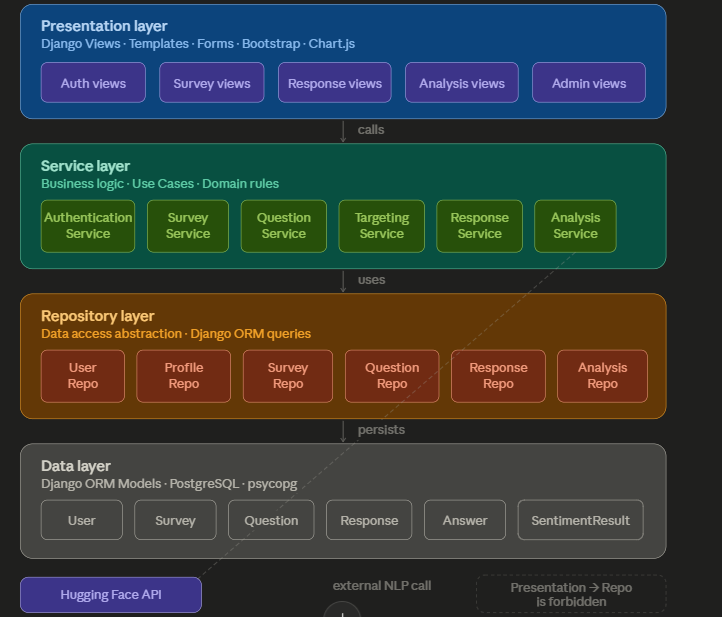 Presentation layer
Django Views · Templates · Forms · Bootstrap · Chart.js
Auth views
Survey views
Response views
Analysis views
Admin views
calls
Service layer
Business logic · Use Cases · Domain rules
Authentication
Service
Survey
Service
Question
Service
Targeting
Service
Response
Service
Analysis
Service
uses
Repository layer
Data access abstraction · Django ORM queries
User
Repo
Profile
Repo
Survey
Repo
Question
Repo
Response
Repo
Analysis
Repo
persists
Data layer
Django ORM Models · PostgreSQL · psycopg
User
Survey
Question
Response
Answer
SentimentResult
Hugging Face API
external NLP call
Presentation → Repo
is forbidden